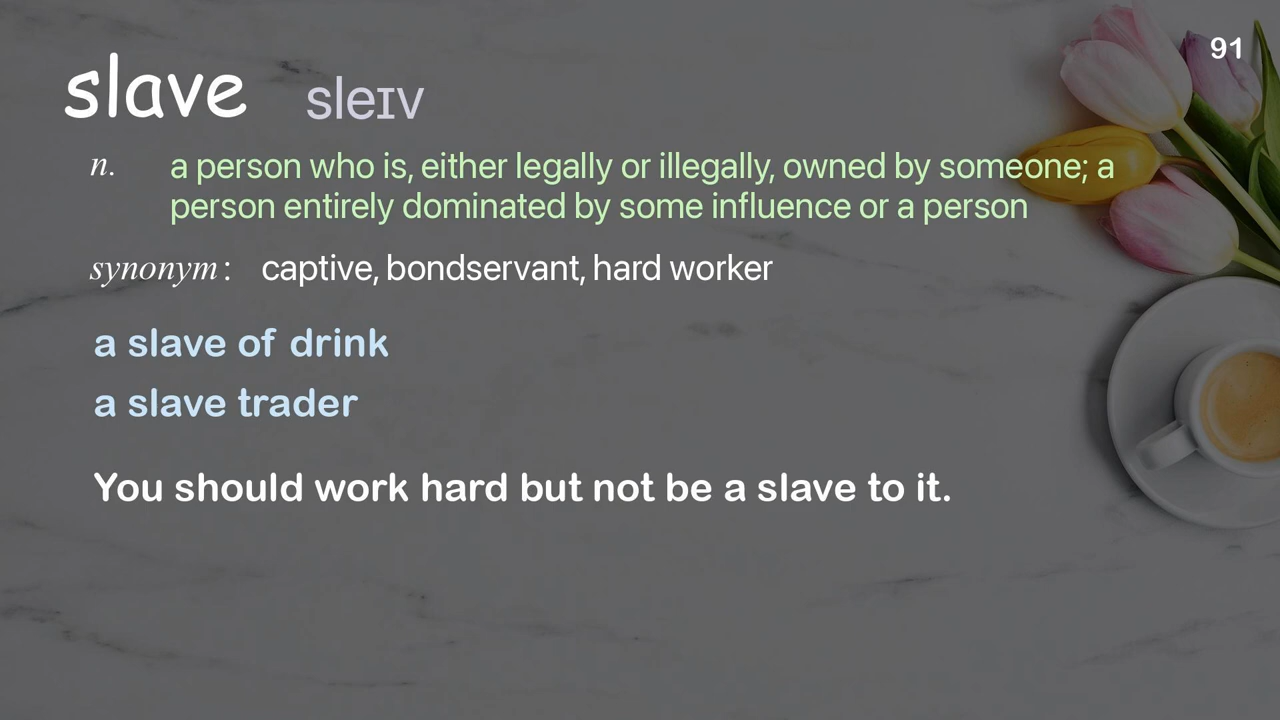 91
slave sleɪv
n. a person who is, either legally or illegally, owned by someone; a
person entirely dominated by some influence or a person
synonym: captive, bondservant, hard worker
a slave of drink
a slave trader
You should work hard but not be a slave to it.